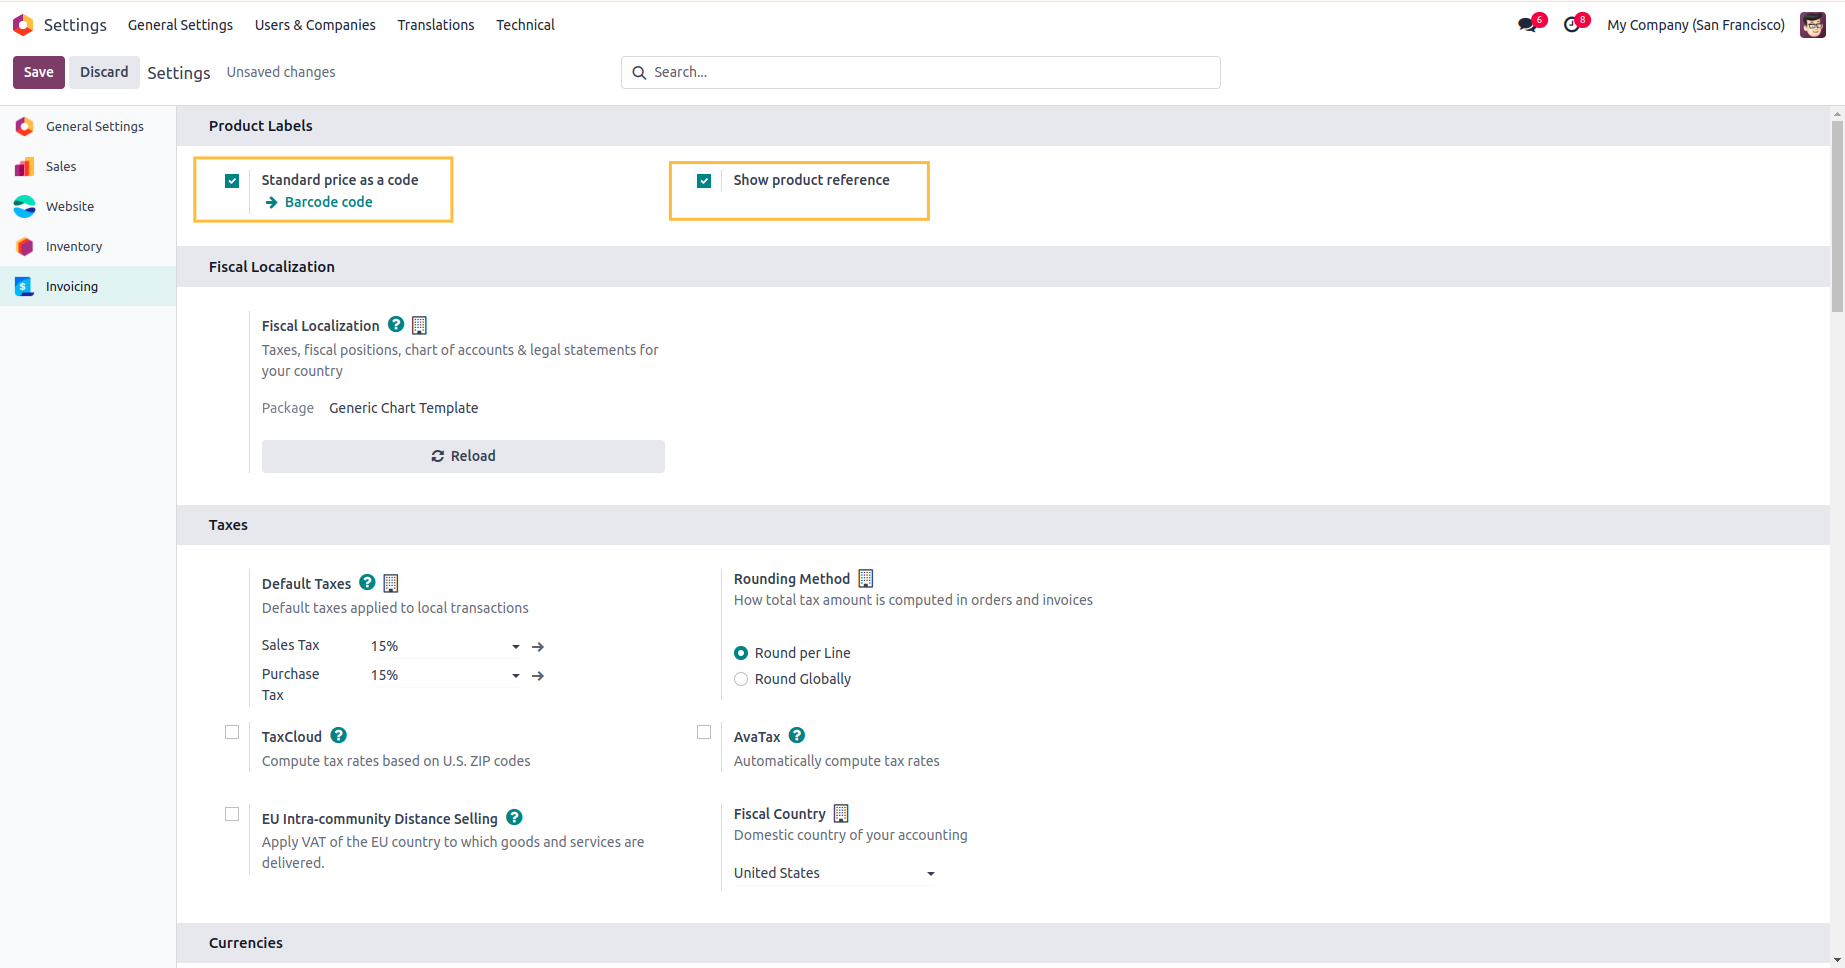 Settings General Settings Users & Companies Translations Technical 6 8 My Company (San Francisco)
Save Discard Settings Unsaved changes Search...
General Settings
Sales
Website
Inventory
Invoicing
Product Labels
Standard price as a code
Barcode code
Show product reference
Fiscal Localization
Fiscal Localization ?
Taxes, fiscal positions, chart of accounts & legal statements for
your country
Package Generic Chart Template
Reload
Taxes
Default Taxes ?
Default taxes applied to local transactions
Sales Tax 15%
Purchase 15%
Tax
Rounding Method
How total tax amount is computed in orders and invoices
Round per Line
Round Globally
TaxCloud ?
Compute tax rates based on U.S. ZIP codes
AvaTax ?
Automatically compute tax rates
EU Intra-community Distance Selling ?
Apply VAT of the EU country to which goods and services are
delivered.
Fiscal Country
Domestic country of your accounting
United States
Currencies